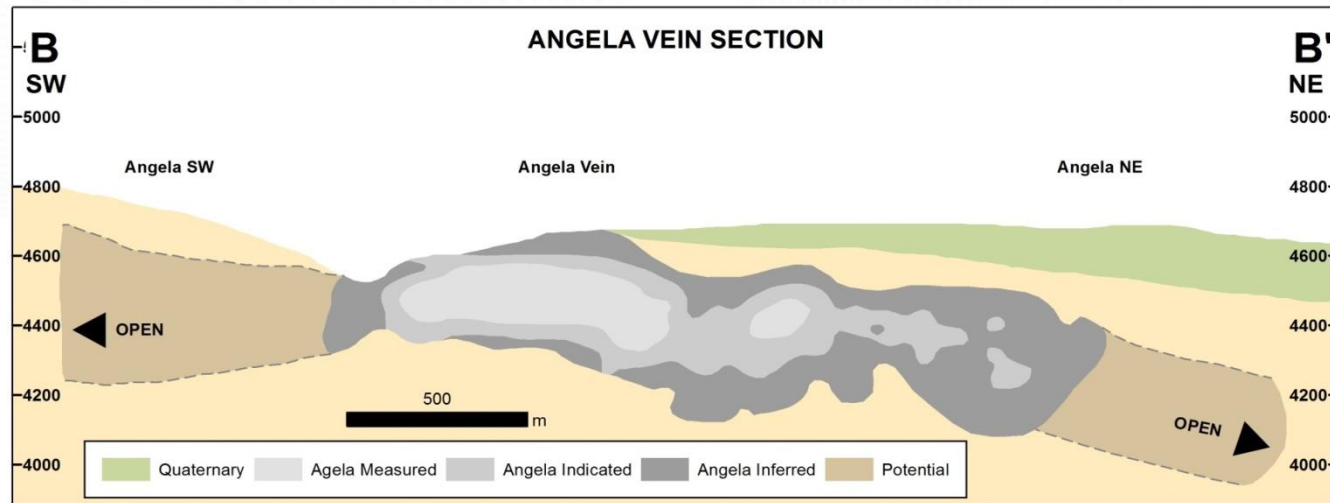 B
SW
ANGELA VEIN SECTION
B'
NE
5000
5000
Angela SW
Angela Vein
Angela NE
4800
4800
4600
4600
4400
OPEN
4400
4200
4200
500
m
OPEN
4000
4000
Quaternary
Agela Measured
Angela Indicated
Angela Inferred
Potential